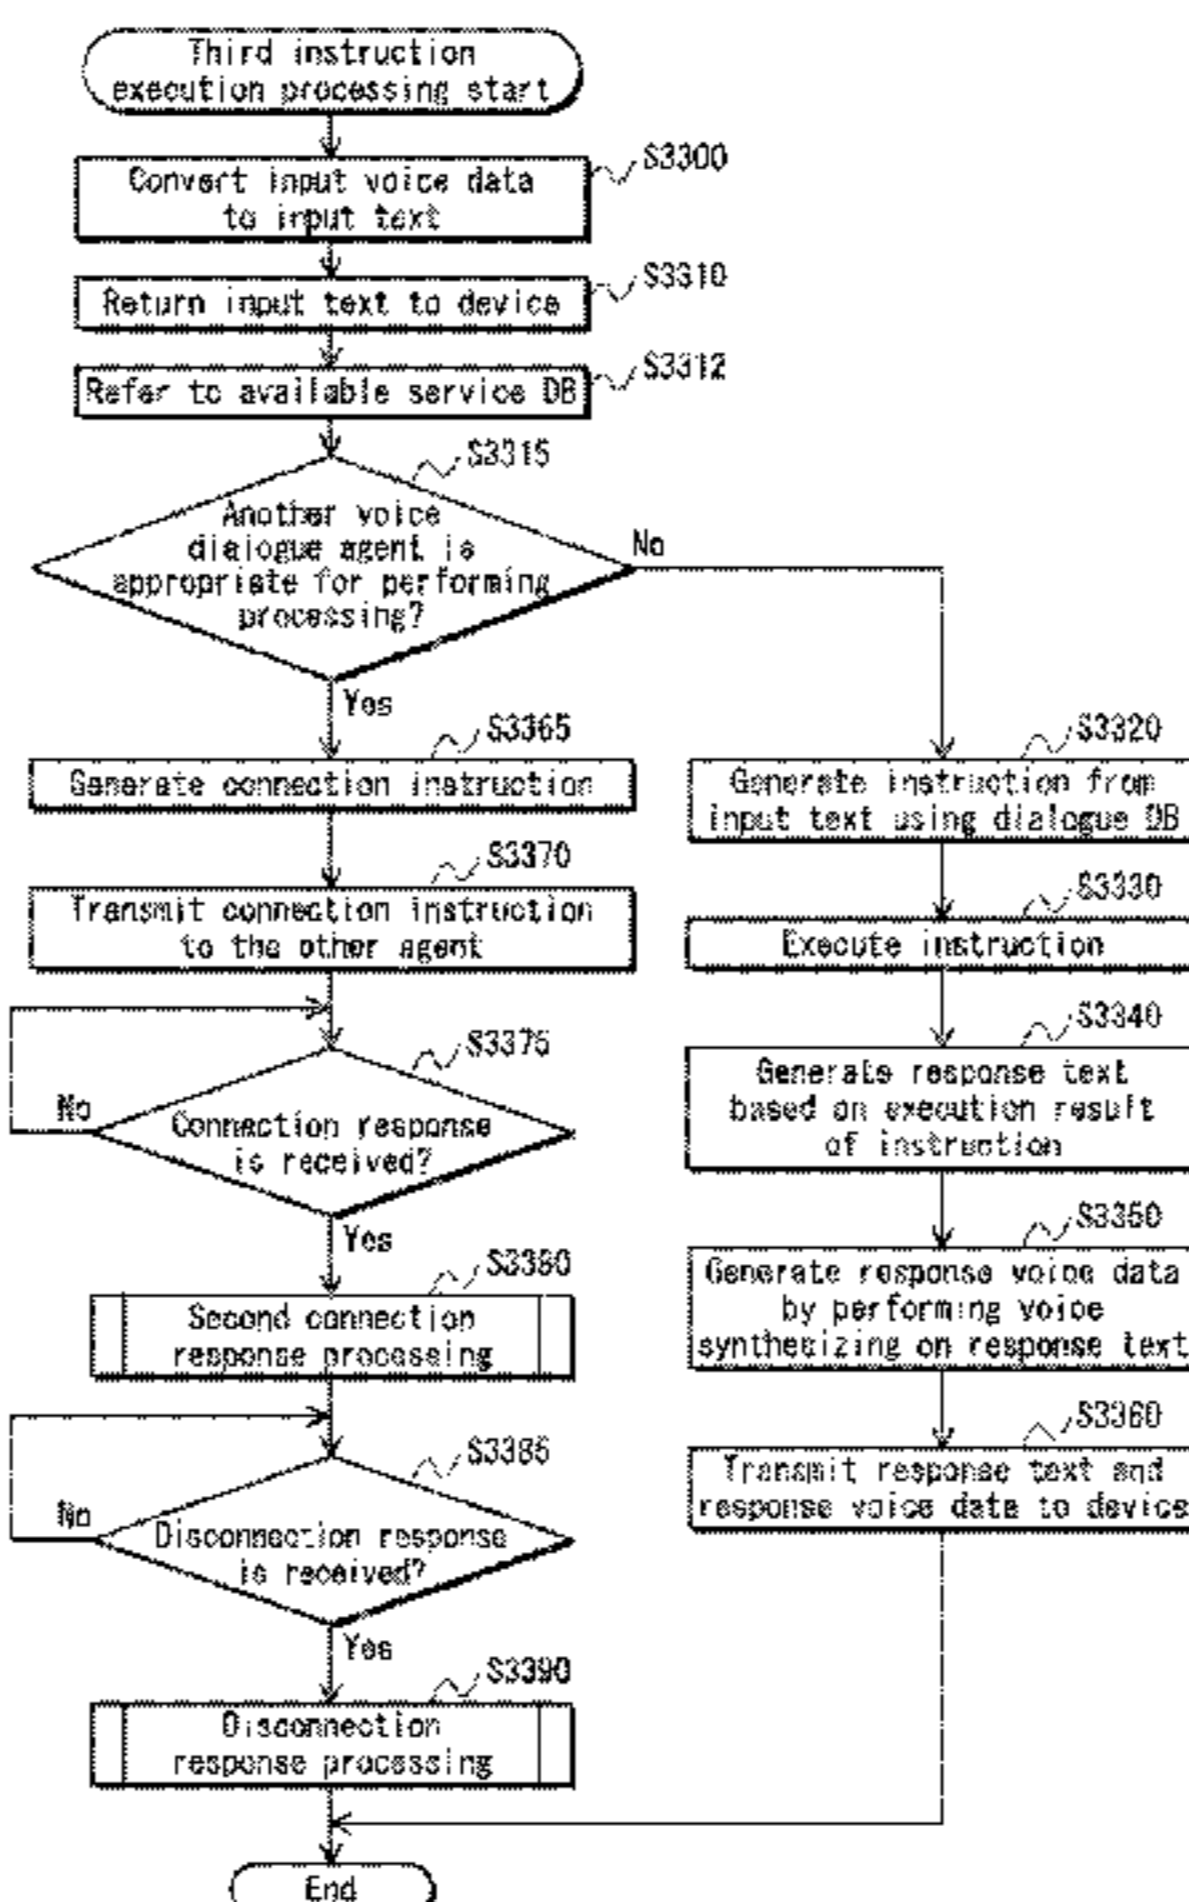 Third instruction
execution processing start
S3300
Convert input voice data
to input text
S3310
Return input text to device
S3312
Refer to available service DB
S3315
Another voice
dialogue agent is
appropriate for performing
processing?
No
Yes
S3365
Generate connection instruction
S3370
Transmit connection instruction
to the other agent
S3375
Connection response
is received?
No
Yes
S3380
Second connection
response processing
S3385
Disconnection response
is received?
No
Yes
S3390
Disconnection
response processing
S3320
Generate instruction from
input text using dialogue DB
S3330
Execute instruction
S3340
Generate response text
based on execution result
of instruction
S3350
Generate response voice data
by performing voice
synthesizing on response text
S3360
Transmit response text and
response voice data to device
End